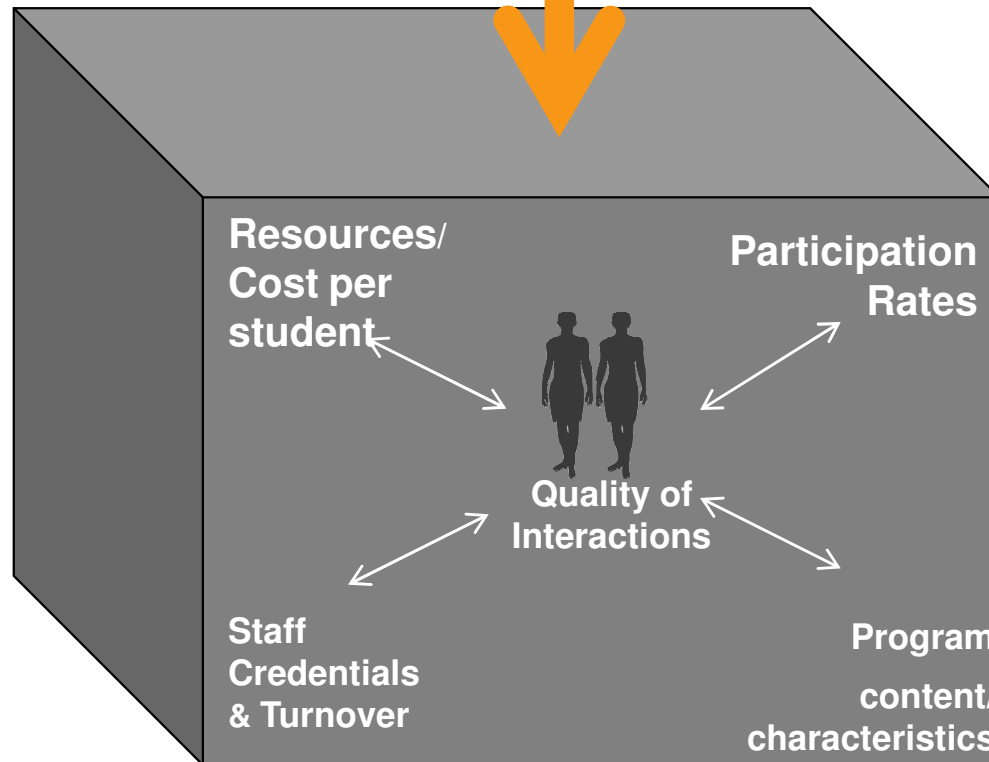 Resources/
Cost per
student
Participation
Rates
Quality of
Interactions
Staff
Credentials
& Turnover
Program
content/
characteristics